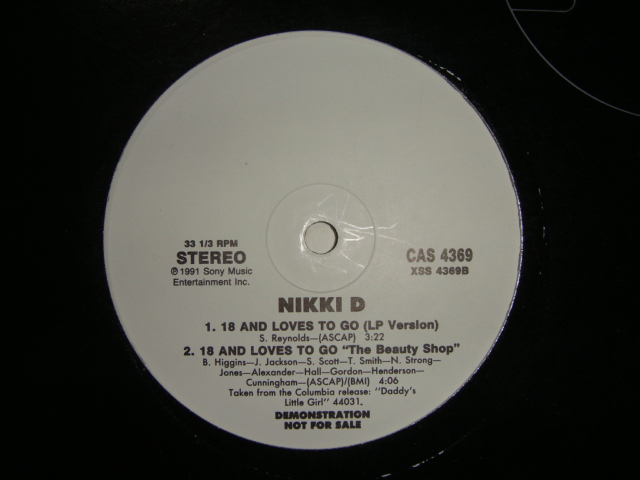 33 1/3 RPM
STEREO
℗1991 Sony Music
Entertainment Inc.
CAS 4369
XSS 4369B
NIKKI D
1. 18 AND LOVES TO GO (LP Version)
S. Reynolds—(ASCAP) 3:22
2. 18 AND LOVES TO GO "The Beauty Shop"
B. Higgins—J. Jackson—S. Scott—T. Smith—N. Strong—
Jones—Alexander—Hall—Gordon—Henderson—
Cunningham—(ASCAP)/(BMI) 4:06
Taken from the Columbia release: "Daddy's
Little Girl" 44031.
DEMONSTRATION
NOT FOR SALE